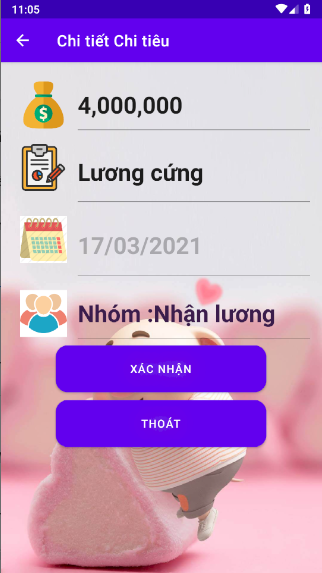 11:05
Chi tiết Chi tiêu
4,000,000
Lương cứng
17/03/2021
Nhóm :Nhận lương
XÁC NHẬN
THOÁT